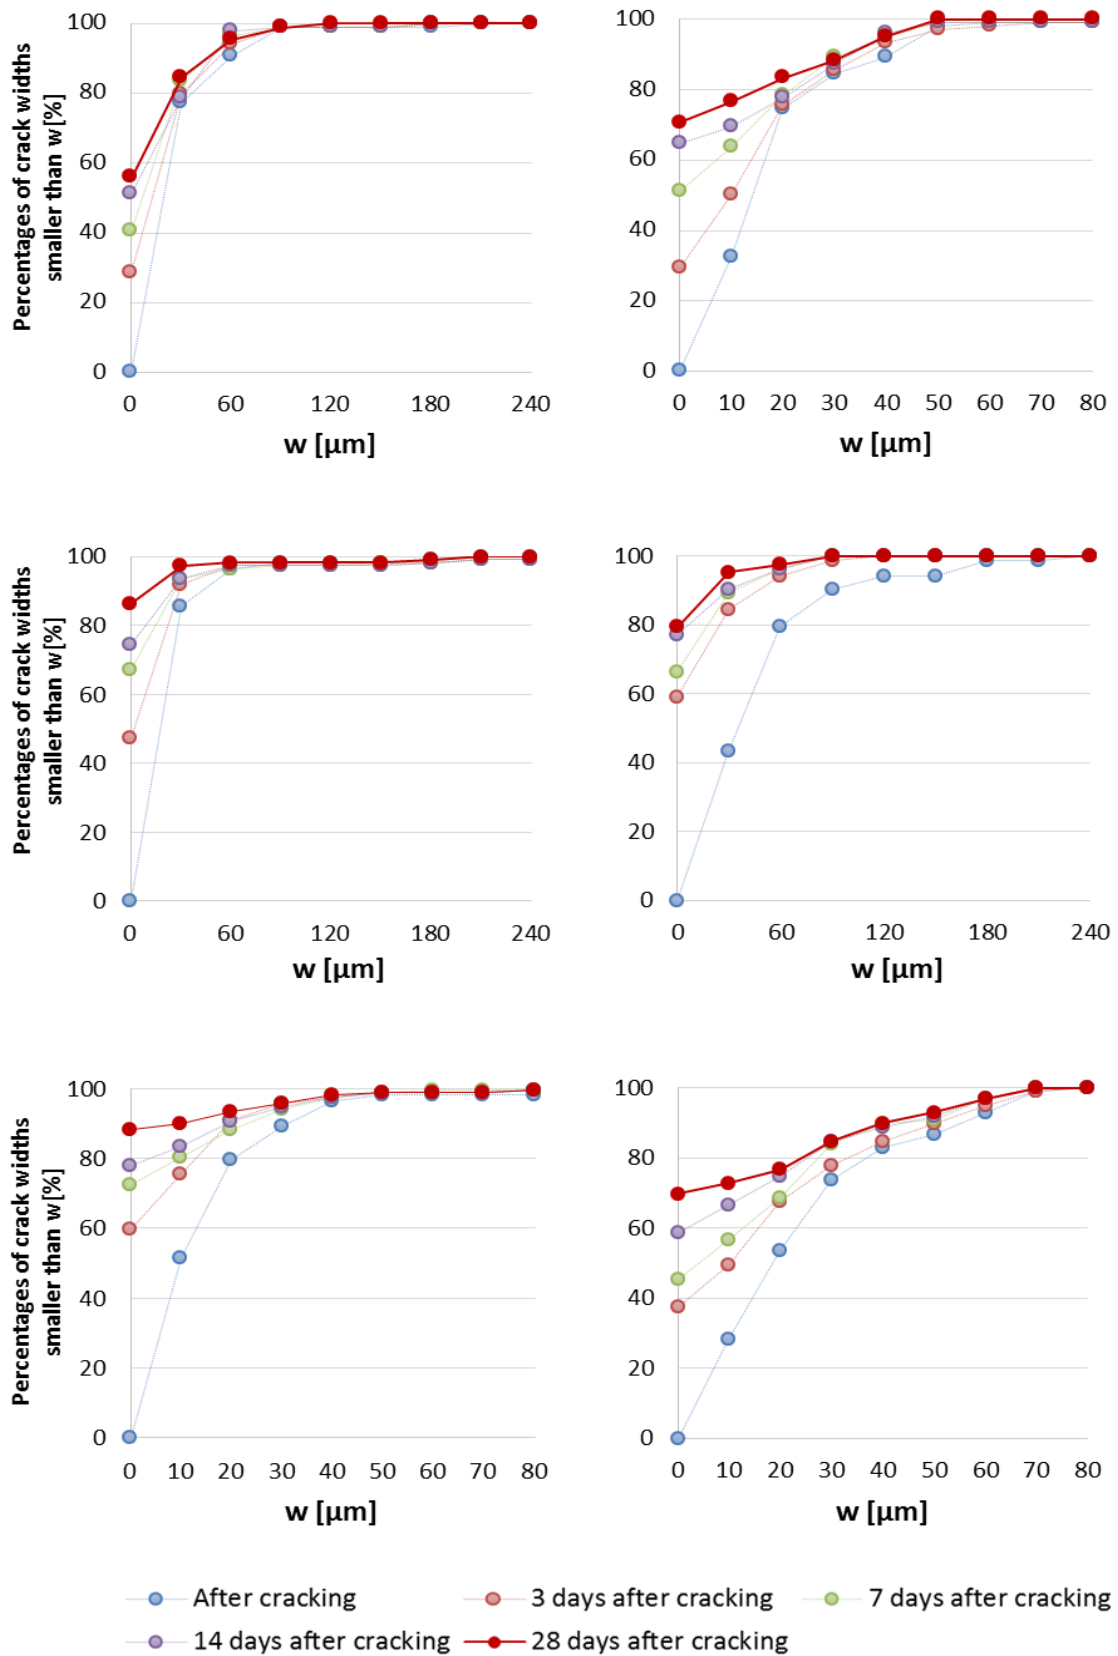 Percentages of crack widths
smaller than w[%]
100
80
60
40
20
0
0 60 120 180 240
w [µm]
100
80
60
40
20
0
0 10 20 30 40 50 60 70 80
w [µm]
Percentages of crack widths
smaller than w[%]
100
80
60
40
20
0
0 60 120 180 240
w [µm]
100
80
60
40
20
0
0 60 120 180 240
w [µm]
Percentages of crack widths
smaller than w[%]
100
80
60
40
20
0
0 10 20 30 40 50 60 70 80
w [µm]
100
80
60
40
20
0
0 10 20 30 40 50 60 70 80
w [µm]
After cracking 3 days after cracking 7 days after cracking
14 days after cracking 28 days after cracking